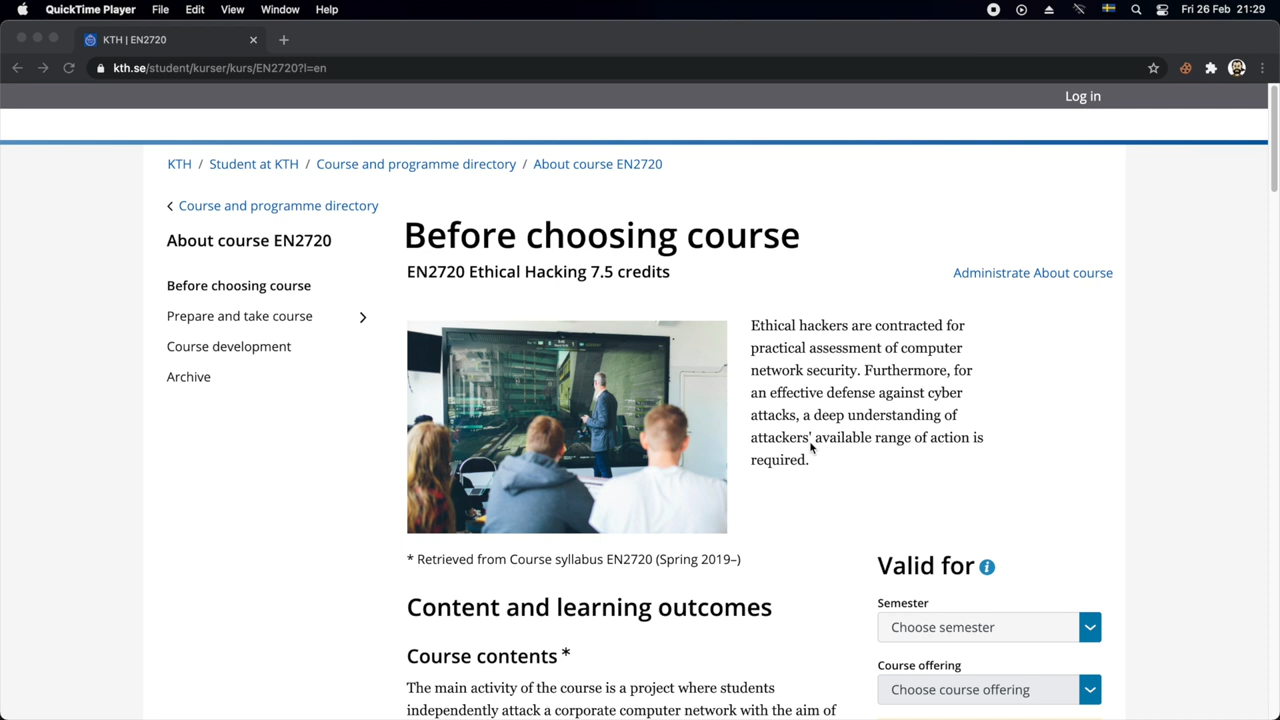 QuickTime Player File Edit View Window Help Fri 26 Feb 21:29
KTH | EN2720
kth.se/student/kurser/kurs/EN2720?l=en
Log in
KTH / Student at KTH / Course and programme directory / About course EN2720
Course and programme directory
About course EN2720
Before choosing course
Prepare and take course
Course development
Archive
Before choosing course
EN2720 Ethical Hacking 7.5 credits
Administrate About course
Ethical hackers are contracted for
practical assessment of computer
network security. Furthermore, for
an effective defense against cyber
attacks, a deep understanding of
attackers' available range of action is
required.
* Retrieved from Course syllabus EN2720 (Spring 2019–)
Content and learning outcomes
Course contents *
The main activity of the course is a project where students
independently attack a corporate computer network with the aim of
Valid for
Semester
Choose semester
Course offering
Choose course offering